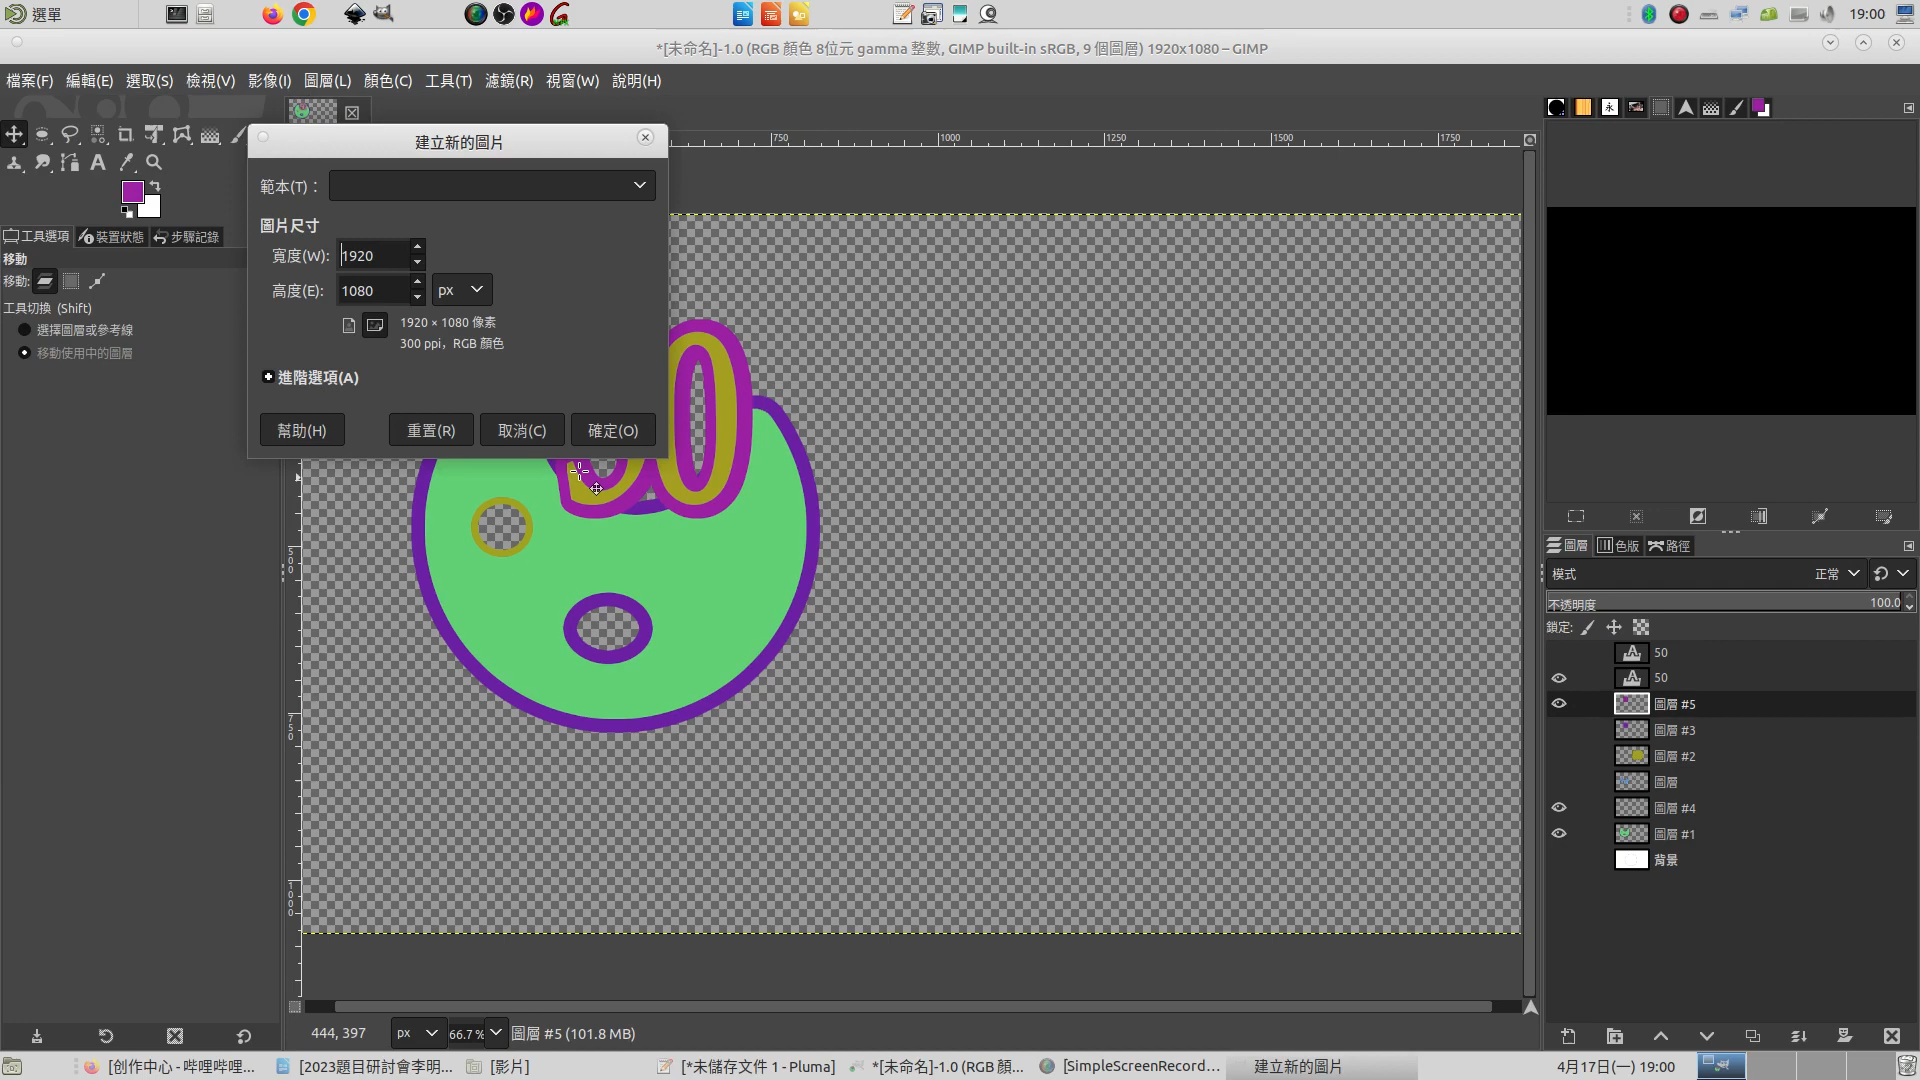 選單
19:00
*[未命名]-1.0 (RGB 顏色 8位元 gamma 整數, GIMP built-in sRGB, 9 個圖層) 1920x1080 – GIMP
檔案(F) 編輯(E) 選取(S) 檢視(V) 影像(I) 圖層(L) 顏色(C) 工具(T) 濾鏡(R) 視窗(W) 說明(H)
建立新的圖片
範本(T)：
圖片尺寸
寬度(W): 1920
高度(E): 1080 px
1920 × 1080 像素
300 ppi，RGB 顏色
進階選項(A)
幫助(H) 重置(R) 取消(C) 確定(O)
工具選項 裝置狀態 步驟記錄
移動
移動:
工具切換 (Shift)
選擇圖層或參考線
移動使用中的圖層
750 1000 1250 1500 1750
500
750
1000
0
圖層 色版 路徑
模式 正常
不透明度 100.0
鎖定:
50
50
圖層 #5
圖層 #3
圖層 #2
圖層
圖層 #4
圖層 #1
背景
444, 397 px 66.7 % 圖層 #5 (101.8 MB)
[创作中心 - 哔哩哔哩... [2023題目研討會李明... [影片] [*未儲存文件 1 - Pluma] *[未命名]-1.0 (RGB 顏... [SimpleScreenRecord... 建立新的圖片 4月17日(一) 19:00